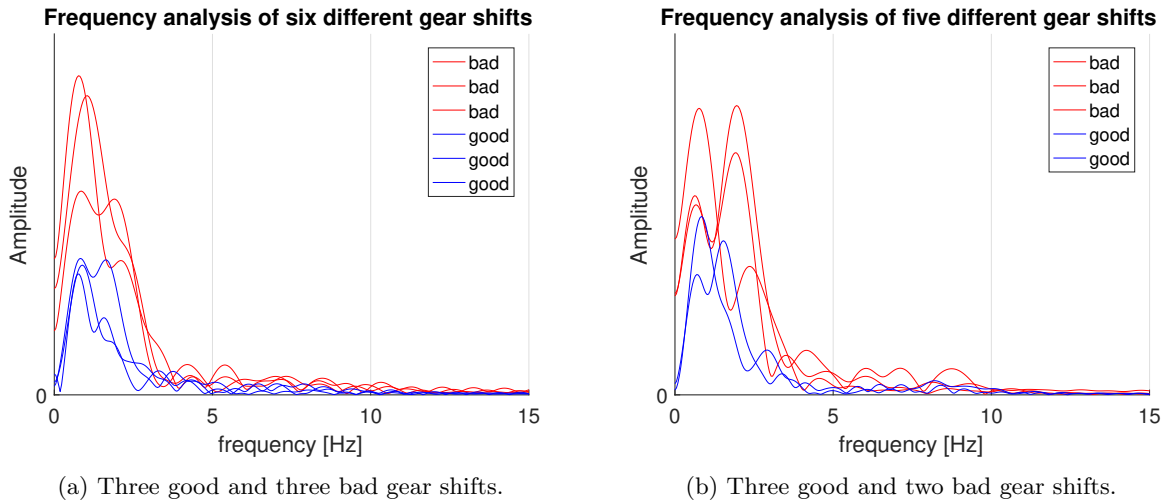 Frequency analysis of six different gear shifts
bad
bad
bad
good
good
good
Amplitude
0
0
5
10
15
frequency [Hz]
(a) Three good and three bad gear shifts.
Frequency analysis of five different gear shifts
bad
bad
bad
good
good
Amplitude
0
0
5
10
15
frequency [Hz]
(b) Three good and two bad gear shifts.